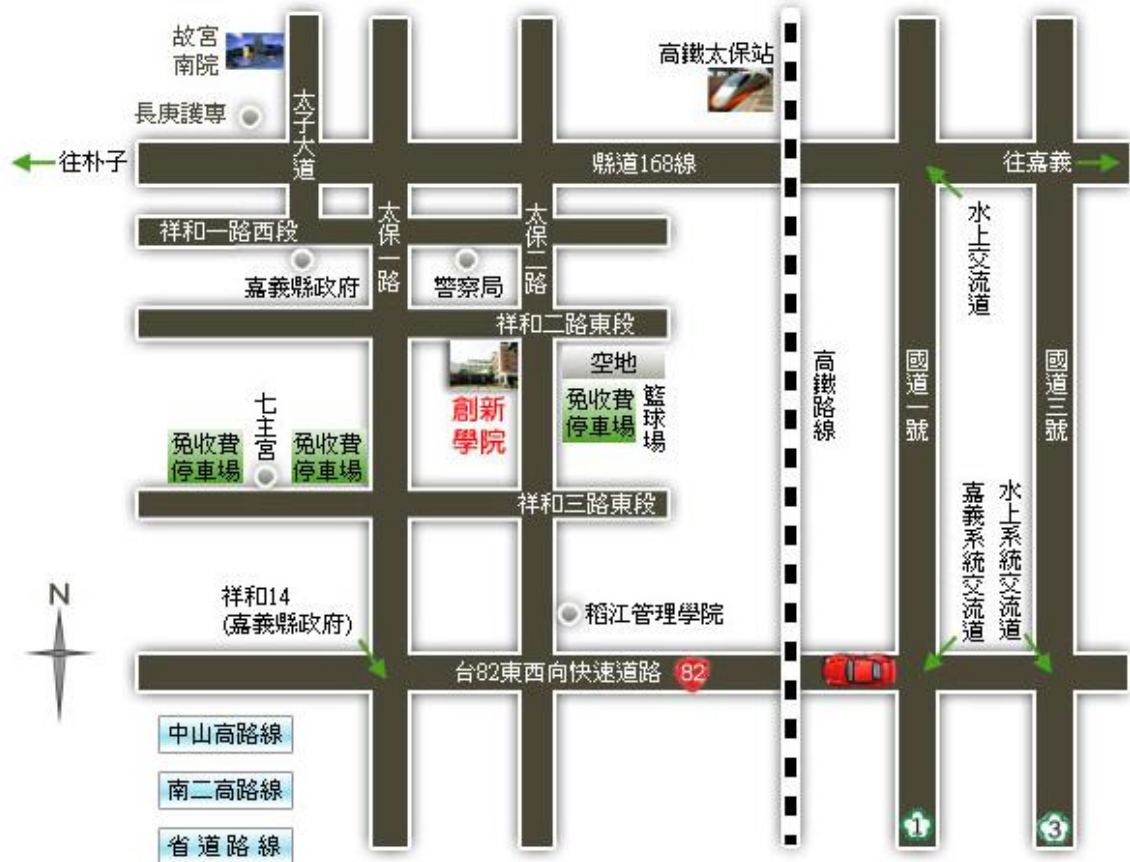 故宮
南院
高鐵太保站
長庚護專
太子大道
往朴子
縣道168線
往嘉義
祥和一路西段
太保一路
太保二路
水上交流道
嘉義縣政府
警察局
祥和二路東段
空地
高鐵路線
國道一號
國道三號
創新
學院
免收費
停車場
籃球場
七主宮
免收費
停車場
免收費
停車場
祥和三路東段
嘉義系統交流道
水上系統交流道
N
祥和14
(嘉義縣政府)
稻江管理學院
台82東西向快速道路
82
中山高路線
南二高路線
省道路線
1
3